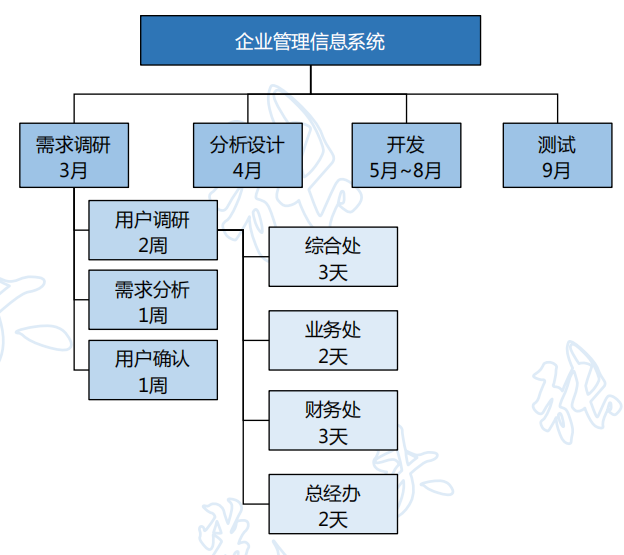 企业管理信息系统
需求调研
3月
分析设计
4月
开发
5月~8月
测试
9月
用户调研
2周
需求分析
1周
用户确认
1周
综合处
3天
业务处
2天
财务处
3天
总经办
2天